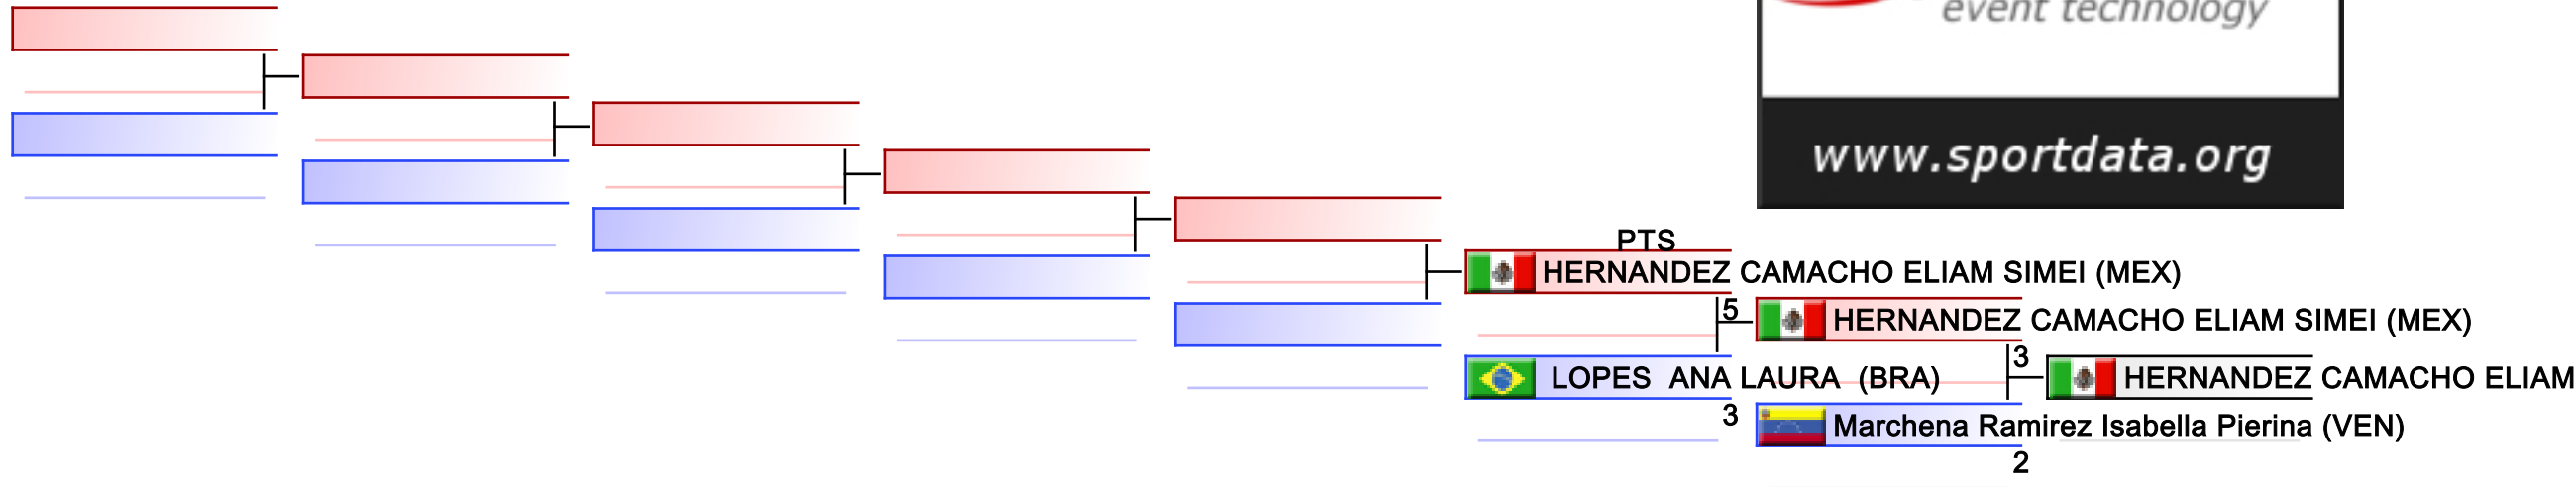 event technology
www.sportdata.org
PTS
HERNANDEZ CAMACHO ELIAM SIMEI (MEX)
5
HERNANDEZ CAMACHO ELIAM SIMEI (MEX)
3
LOPES ANA LAURA (BRA)
HERNANDEZ CAMACHO ELIAM
3
Marchena Ramirez Isabella Pierina (VEN)
2